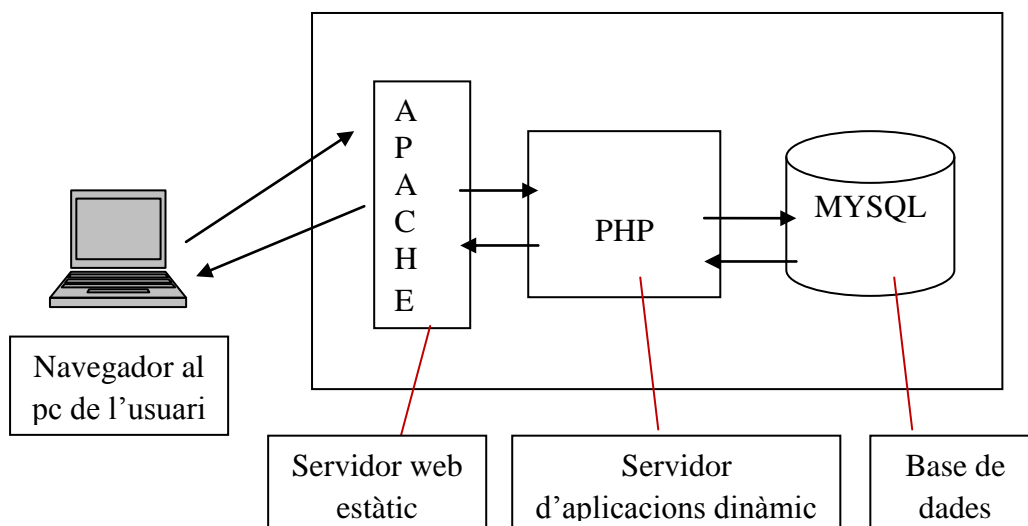 A
P
A
C
H
E
PHP
MYSQL
Navegador al
pc de l’usuari
Servidor web
estàtic
Servidor
d’aplicacions dinàmic
Base de
dades